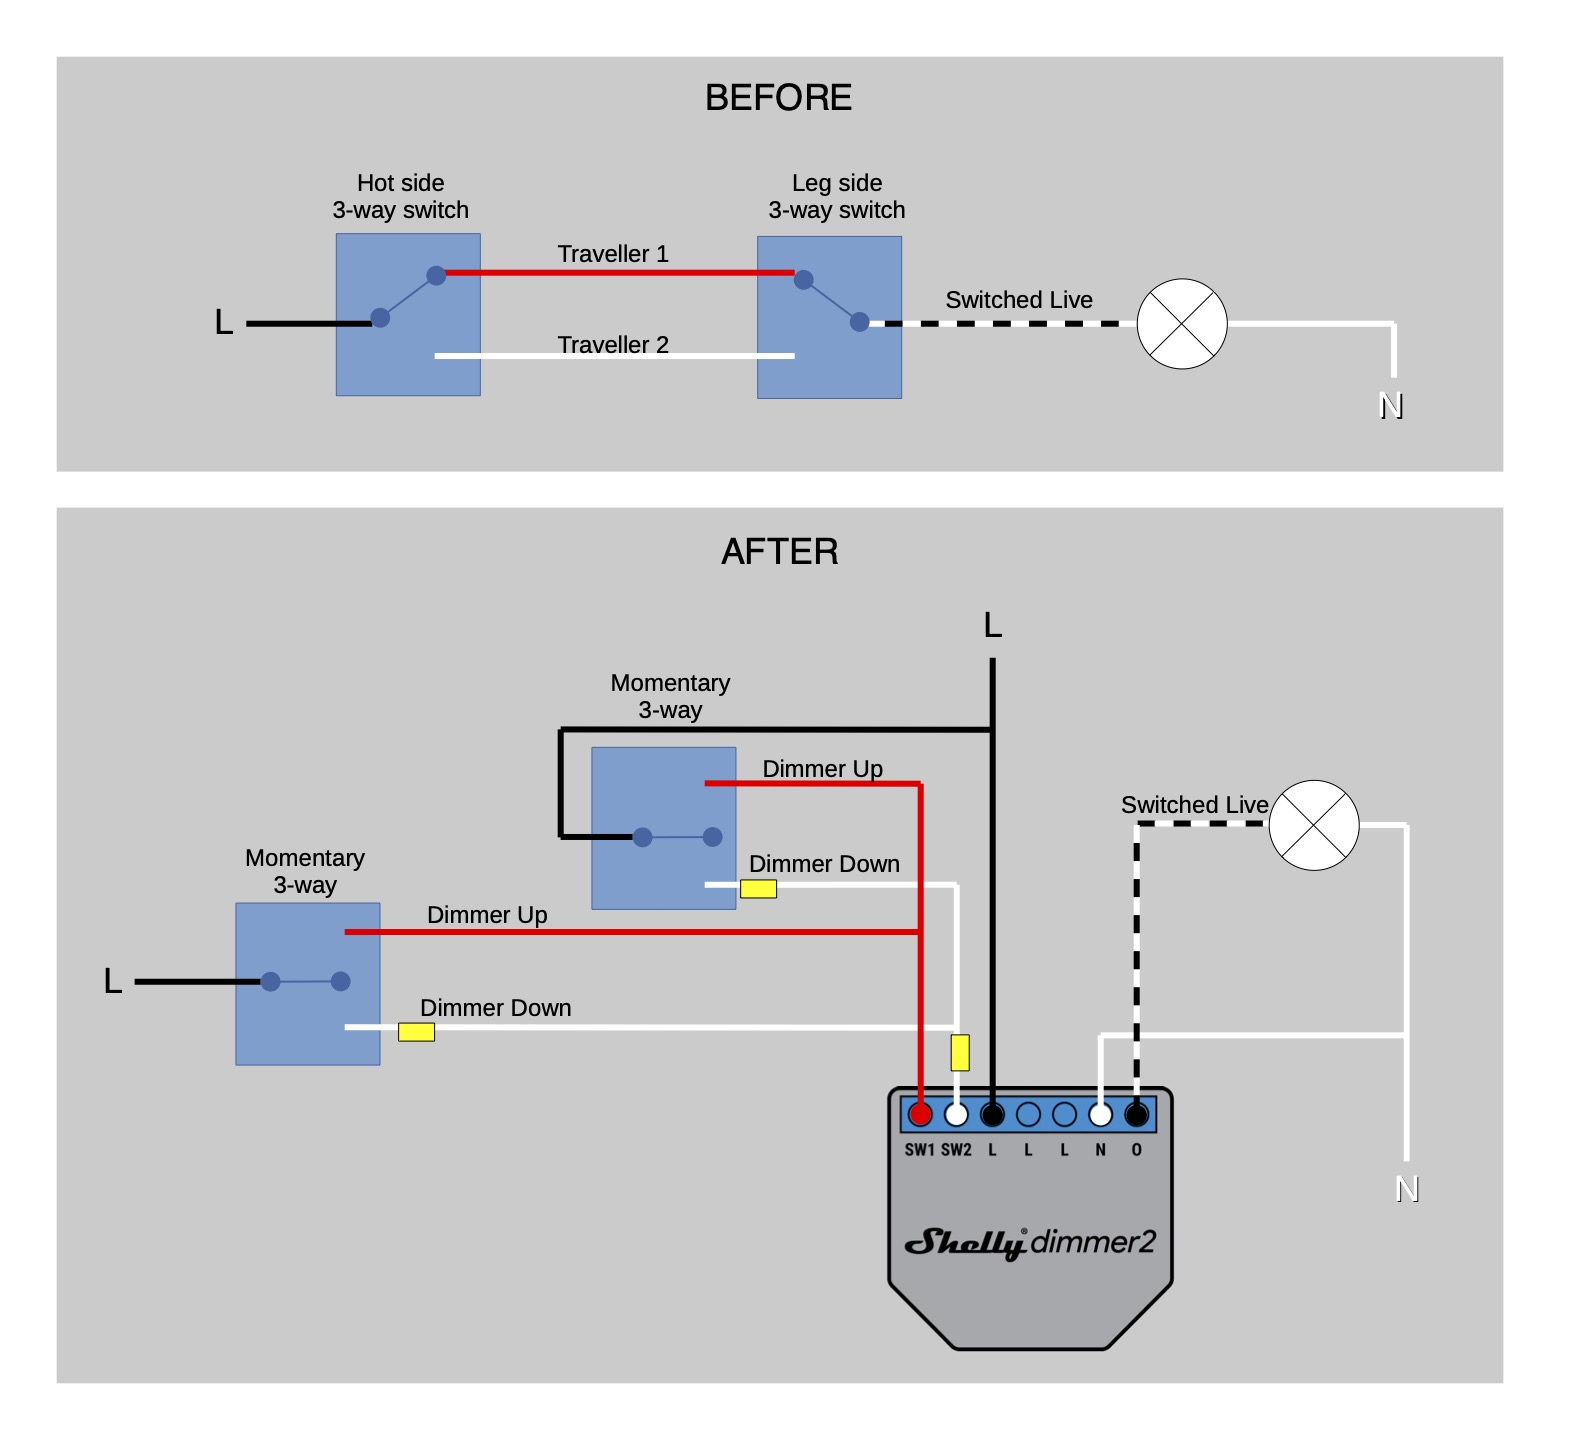 BEFORE
Hot side
3-way switch
Leg side
3-way switch
Traveller 1
Switched Live
L
Traveller 2
N
AFTER
L
Momentary
3-way
Dimmer Up
Switched Live
Momentary
3-way
Dimmer Down
Dimmer Up
L
Dimmer Down
SW1 SW2 L L L N O
Shelly® dimmer2
N